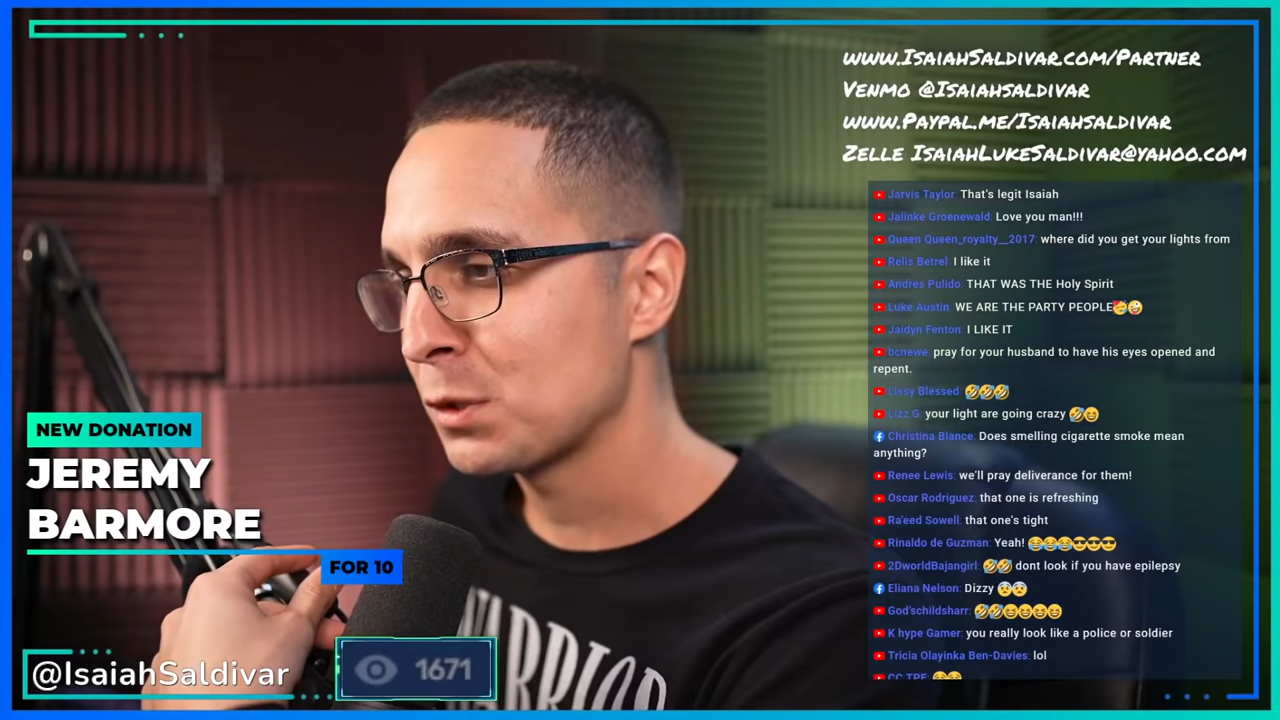 www.IsaiahSaldivar.com/Partner
Venmo @Isaiahsaldivar
www.Paypal.me/Isaiahsaldivar
Zelle IsaiahLukeSaldivar@yahoo.com
Jarvis Taylor: That's legit Isaiah
Jalinke Groenewald: Love you man!!!
Queen Queen_royalty__2017: where did you get your lights from
Relis Betrel: I like it
Andres Pulido: THAT WAS THE Holy Spirit
Luke Austin: WE ARE THE PARTY PEOPLE🥳🤪
Jaidyn Fenton: I LIKE IT
bcnewe: pray for your husband to have his eyes opened and
repent.
Lissy Blessed: 🤣🤣🤣
Lizz G: your light are going crazy 🤣😆
Christina Blance: Does smelling cigarette smoke mean
anything?
Renee Lewis: we'll pray deliverance for them!
Oscar Rodriguez: that one is refreshing
Ra'eed Sowell: that one's tight
Rinaldo de Guzman: Yeah! 😂😂😂😎😎😎
2DworldBajangirl: 🤣🤣 dont look if you have epilepsy
Eliana Nelson: Dizzy 😨😨
God'schildsharr: 🤣🤣😆😆😆😆
K hype Gamer: you really look like a police or soldier
Tricia Olayinka Ben-Davies: lol
NEW DONATION
JEREMY
BARMORE
FOR 10
WARRIOR
@IsaiahSaldivar
1671